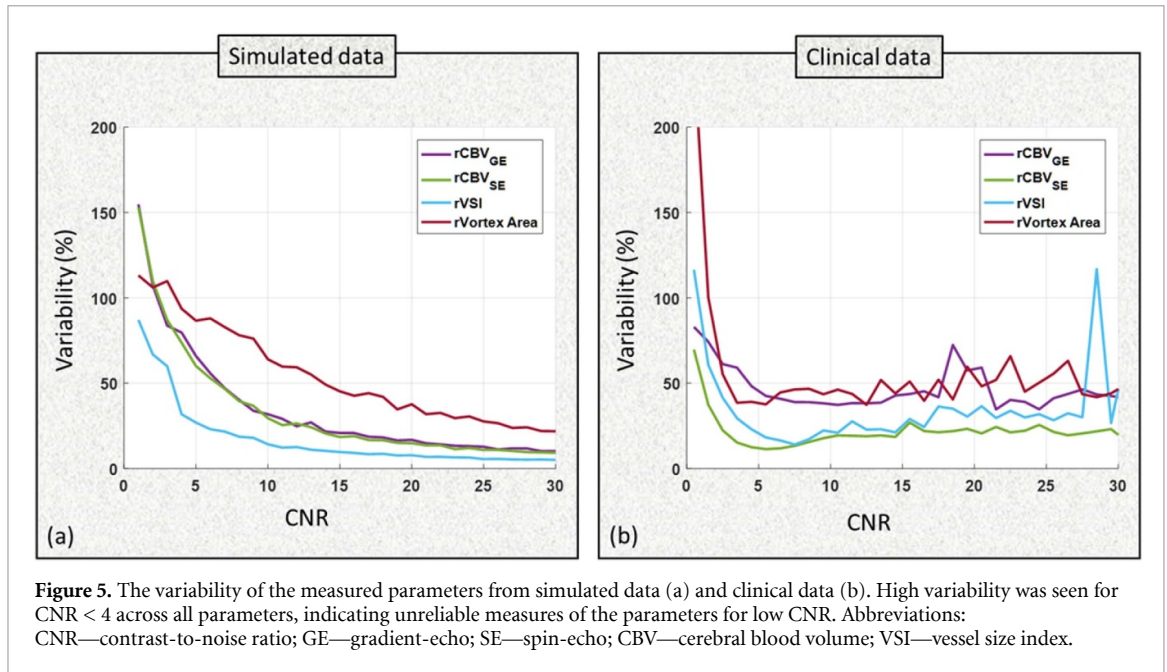 Simulated data
Clinical data
200
150
100
50
0
Variability (%)
rCBV_GE
rCBV_SE
rVSI
rVortex Area
0 5 10 15 20 25 30
CNR
(a)
200
150
100
50
0
Variability (%)
rCBV_GE
rCBV_SE
rVSI
rVortex Area
0 5 10 15 20 25 30
CNR
(b)
Figure 5. The variability of the measured parameters from simulated data (a) and clinical data (b). High variability was seen for
CNR < 4 across all parameters, indicating unreliable measures of the parameters for low CNR. Abbreviations:
CNR—contrast-to-noise ratio; GE—gradient-echo; SE—spin-echo; CBV—cerebral blood volume; VSI—vessel size index.